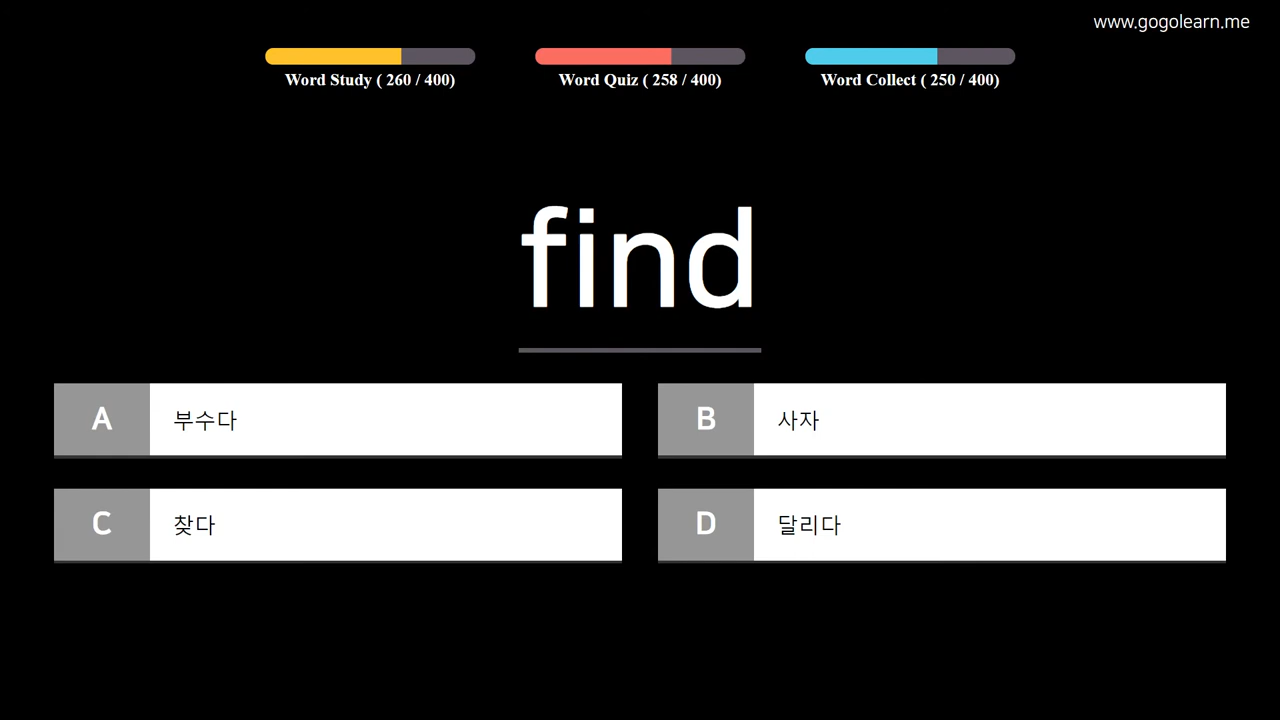 www.gogolearn.me
Word Study ( 260 / 400)
Word Quiz ( 258 / 400)
Word Collect ( 250 / 400)
find
A 부수다
B 사자
C 찾다
D 달리다